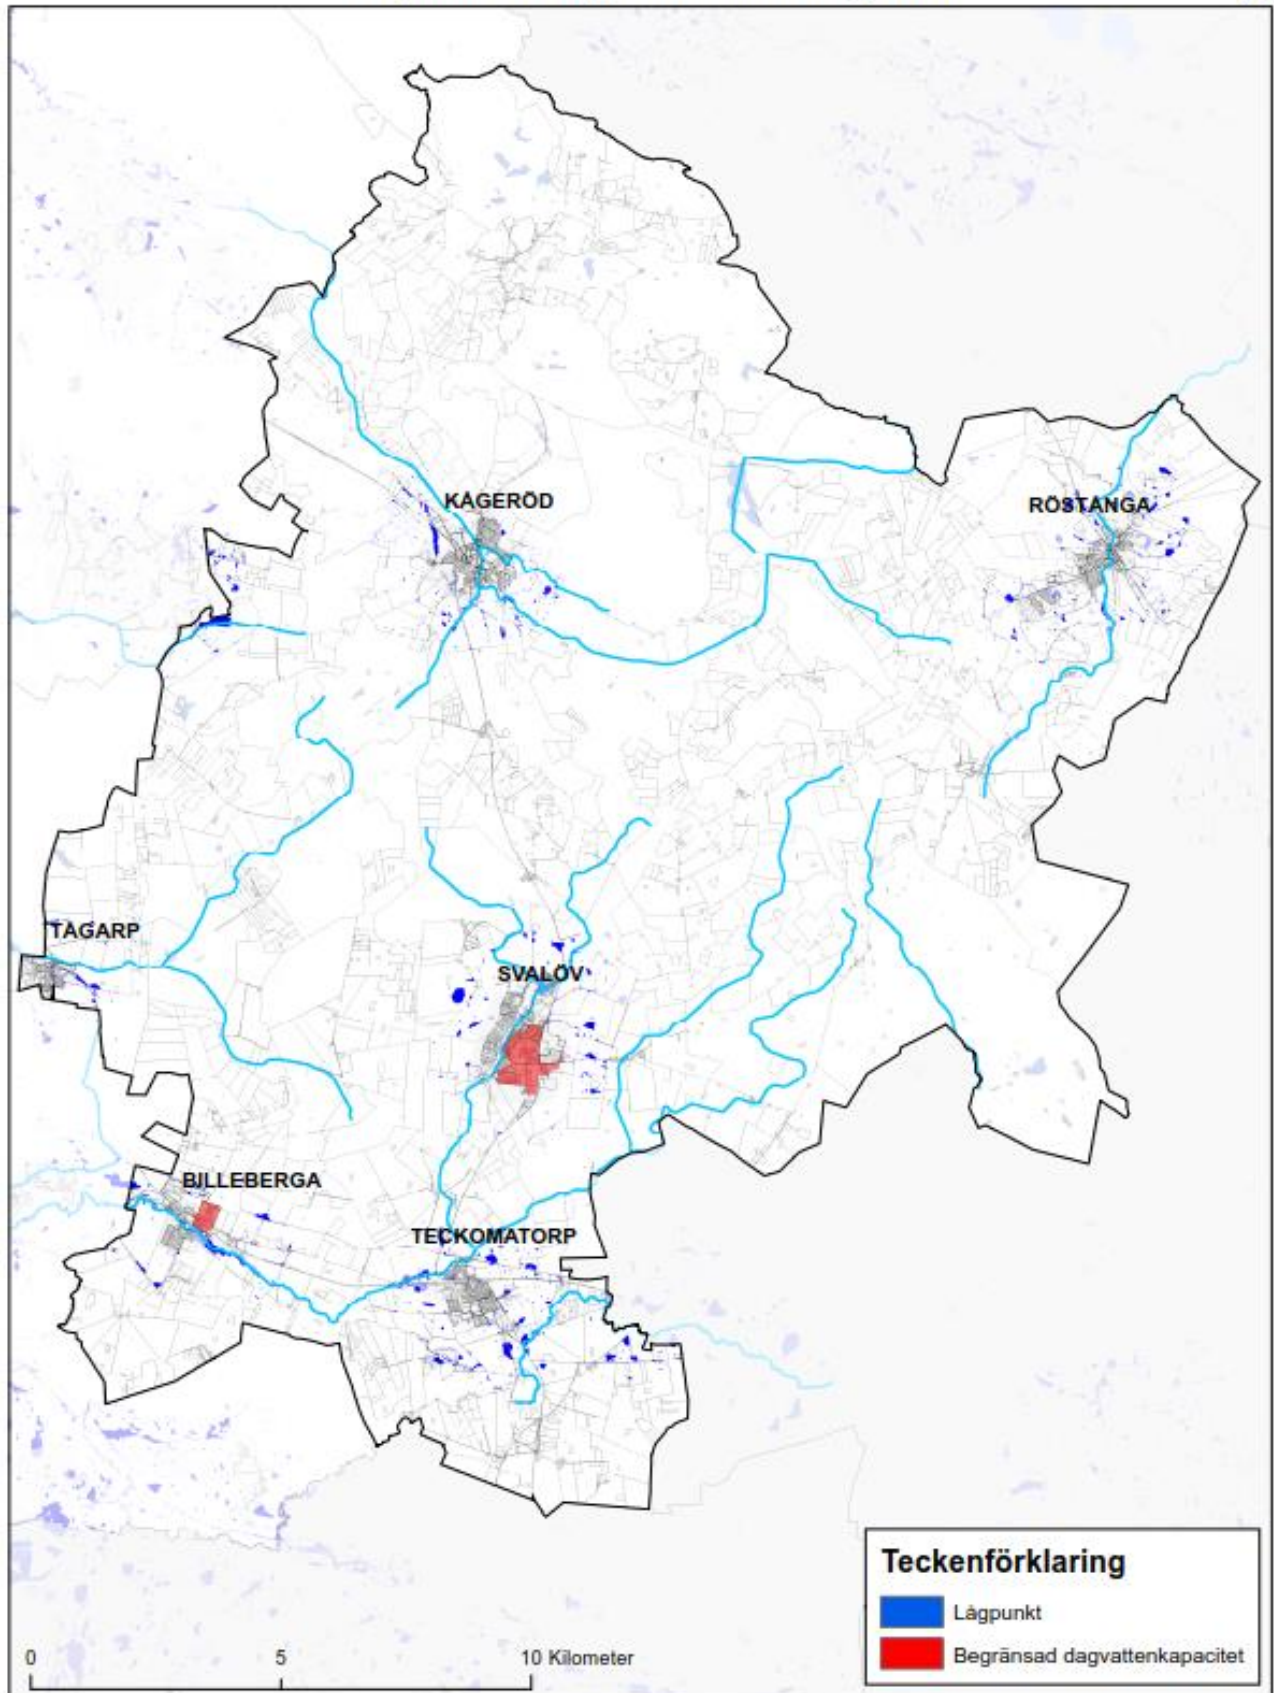 KÅGERÖD
RÖSTÅNGA
TÅGARP
SVALÖV
BILLEBERGA
TECKOMATORP
Teckenförklaring
Lågpunkt
Begränsad dagvattenkapacitet
0 5 10 Kilometer